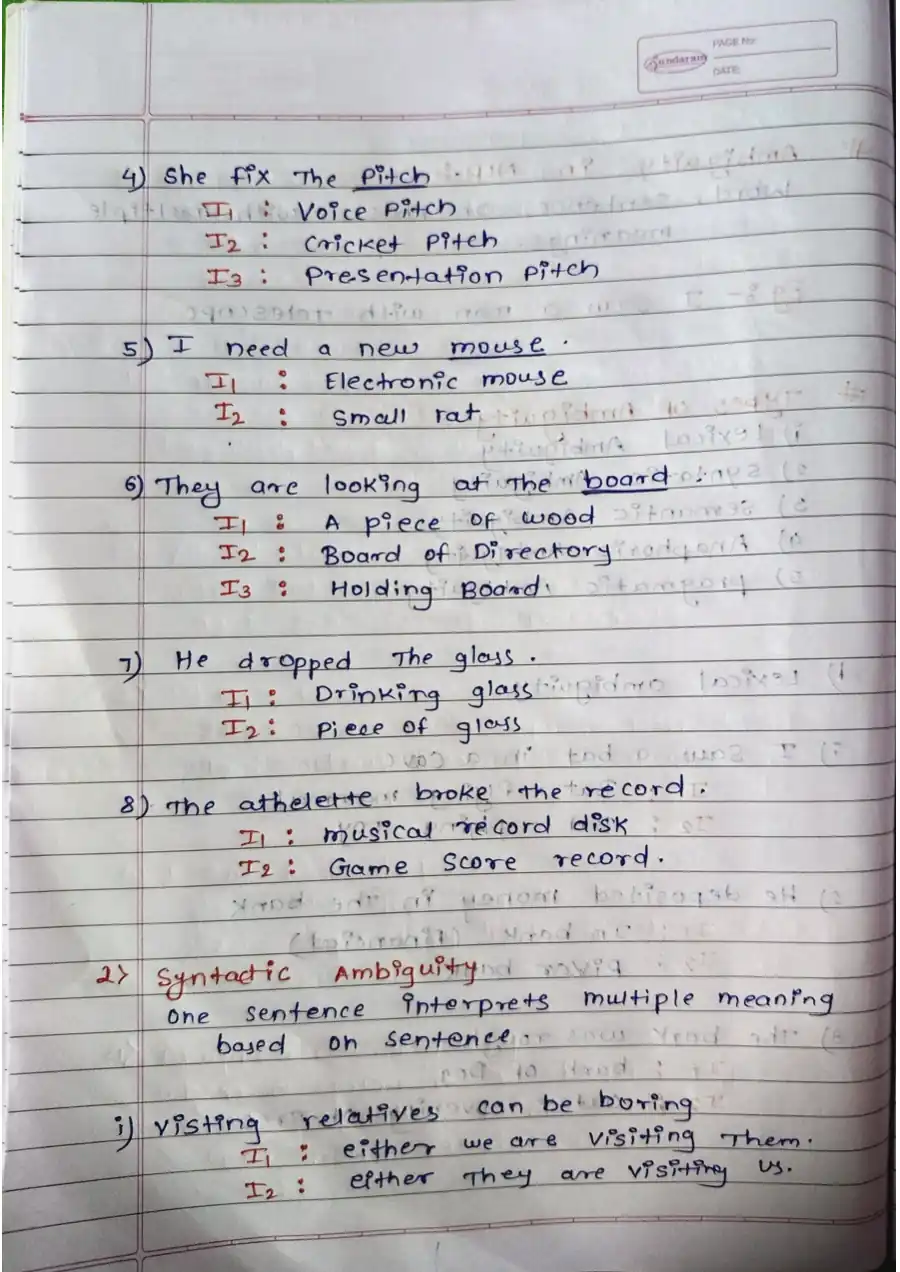 Sundaram
PAGE No:
DATE:
4) She fix The Pitch.
I1 : Voice Pitch
I2 : Cricket Pitch
I3 : Presentation Pitch
5) I need a new mouse.
I1 : Electronic mouse
I2 : Small rat
6) They are looking at The board.
I1 : A piece of wood
I2 : Board of Directory
I3 : Holding Board
7) He dropped The glass.
I1 : Drinking glass
I2 : Piece of glass
8) The athelette broke the record.
I1 : musical record disk
I2 : Game Score record.
2> Syntactic Ambiguity
One sentence interprets multiple meaning
based on sentence.
i) Visting relatives can be boring
I1 : either we are Visiting Them.
I2 : either They are visiting us.